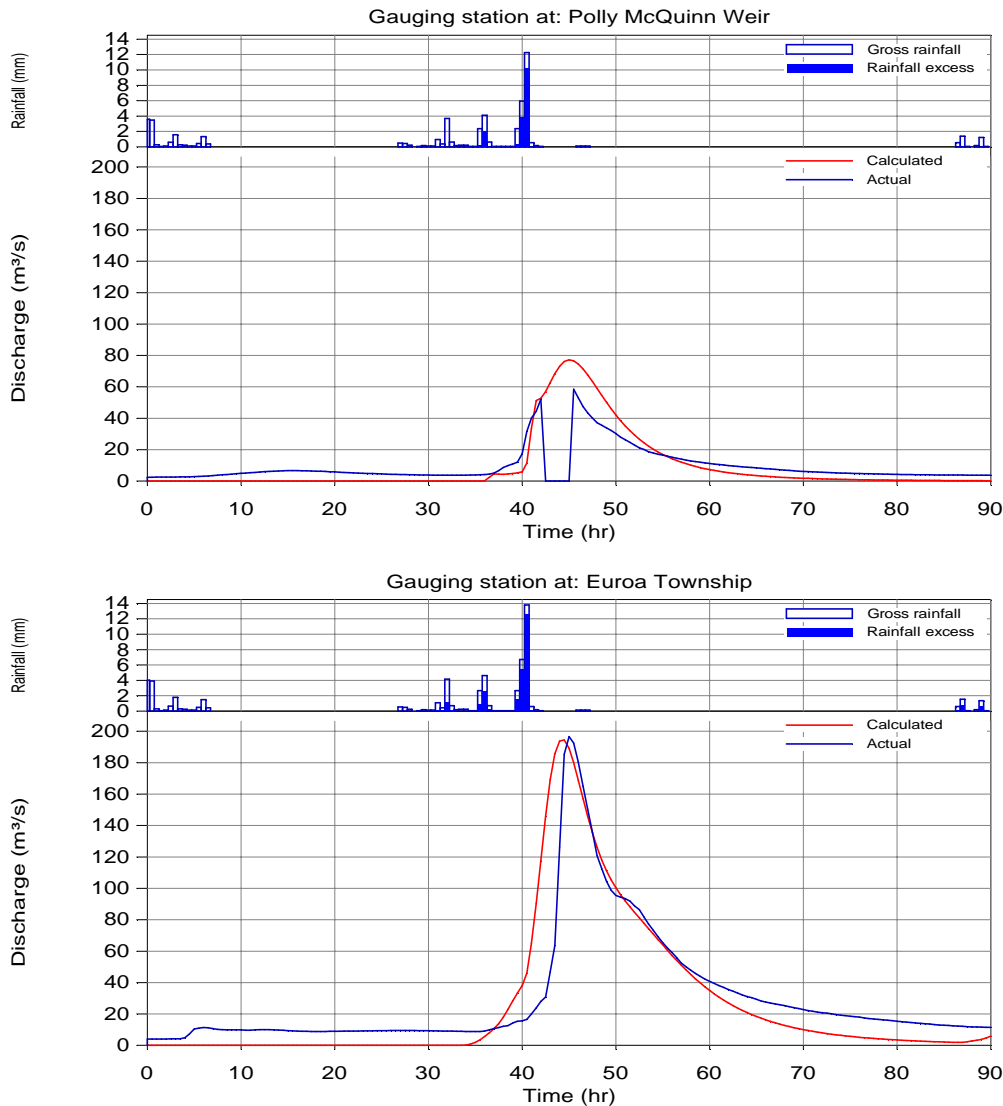 Gauging station at: Polly McQuinn Weir
Rainfall (mm)
14
12
10
8
6
4
2
0
Gross rainfall
Rainfall excess
Discharge (m³/s)
200
180
160
140
120
100
80
60
40
20
0
Calculated
Actual
0 10 20 30 40 50 60 70 80 90
Time (hr)
Gauging station at: Euroa Township
Rainfall (mm)
14
12
10
8
6
4
2
0
Gross rainfall
Rainfall excess
Discharge (m³/s)
200
180
160
140
120
100
80
60
40
20
0
Calculated
Actual
0 10 20 30 40 50 60 70 80 90
Time (hr)